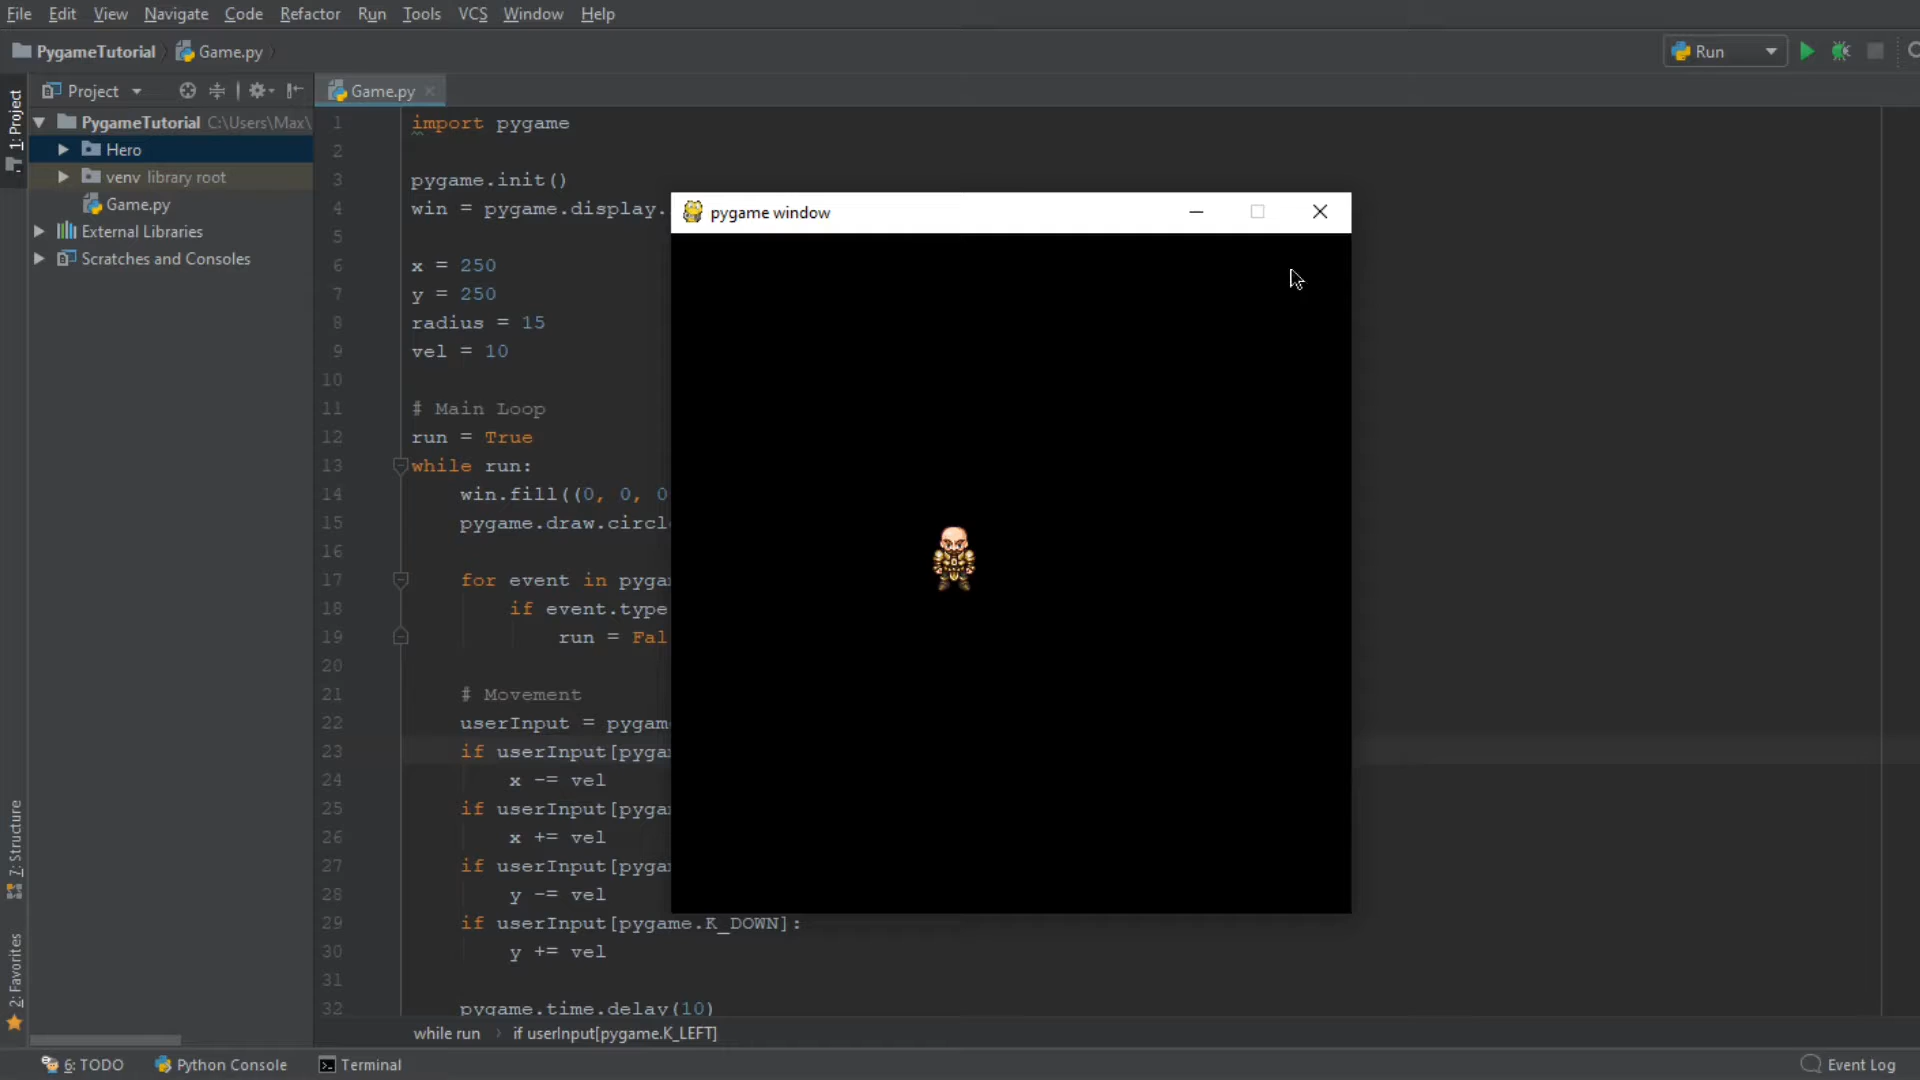 File Edit View Navigate Code Refactor Run Tools VCS Window Help
PygameTutorial Game.py Run
1: Project
Project
Game.py
PygameTutorial C:\Users\Max\
Hero
venv library root
Game.py
External Libraries
Scratches and Consoles
1 import pygame
2
3 pygame.init()
4 win = pygame.display.
5
6 x = 250
7 y = 250
8 radius = 15
9 vel = 10
10
11 # Main Loop
12 run = True
13 while run:
14 win.fill((0, 0, 0
15 pygame.draw.circl
16
17 for event in pygam
18 if event.type
19 run = Fal
20
21 # Movement
22 userInput = pygam
23 if userInput[pygam
24 x -= vel
25 if userInput[pygam
26 x += vel
27 if userInput[pygam
28 y -= vel
29 if userInput[pygame.K_DOWN]:
30 y += vel
31
32 pygame.time.delay(10)
pygame window
7: Structure
2: Favorites
while run if userInput[pygame.K_LEFT]
6: TODO Python Console Terminal Event Log